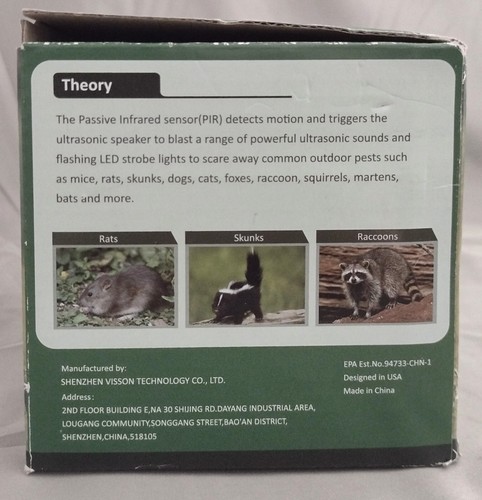 Theory
The Passive Infrared sensor(PIR) detects motion and triggers the
ultrasonic speaker to blast a range of powerful ultrasonic sounds and
flashing LED strobe lights to scare away common outdoor pests such
as mice, rats, skunks, dogs, cats, foxes, raccoon, squirrels, martens,
bats and more.
Rats
Skunks
Raccoons
Manufactured by:
SHENZHEN VISSON TECHNOLOGY CO., LTD.
Address:
2ND FLOOR BUILDING E,NA 30 SHIJING RD.DAYANG INDUSTRIAL AREA,
LOUGANG COMMUNITY,SONGGANG STREET,BAO'AN DISTRICT,
SHENZHEN,CHINA,518105
EPA Est.No.94733-CHN-1
Designed in USA
Made in China